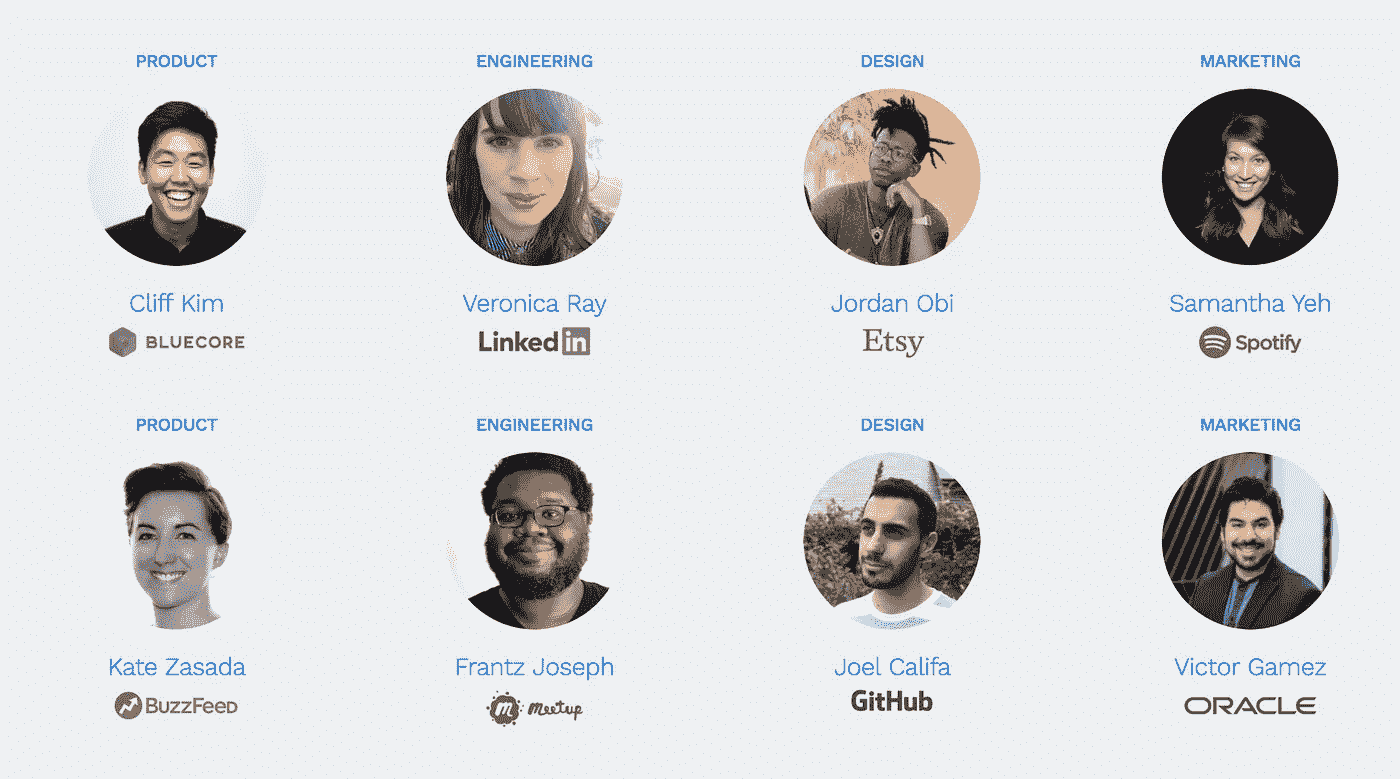 PRODUCT ENGINEERING DESIGN MARKETING
Cliff Kim Veronica Ray Jordan Obi Samantha Yeh
BLUECORE Linkedin Etsy Spotify
PRODUCT ENGINEERING DESIGN MARKETING
Kate Zasada Frantz Joseph Joel Califa Victor Gamez
BuzzFeed Meetup GitHub ORACLE